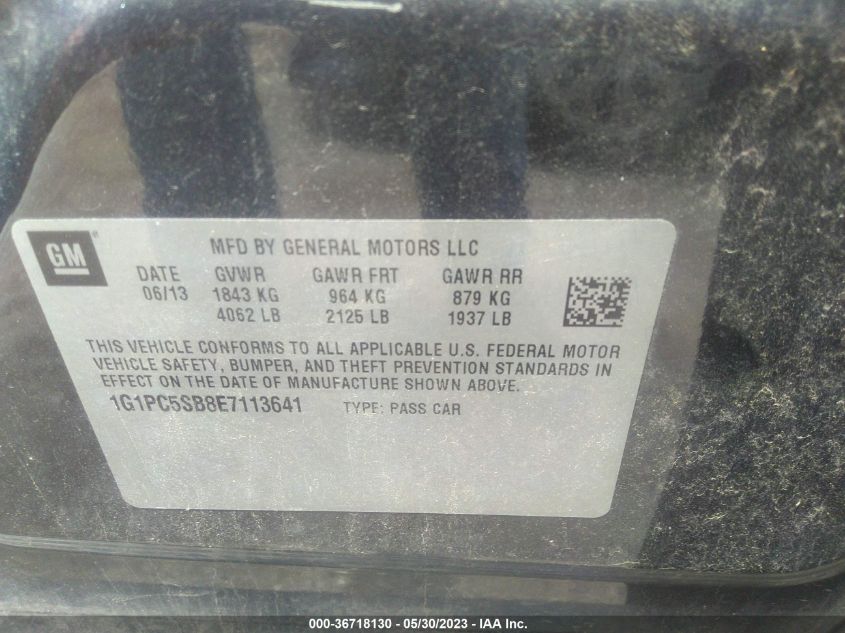 GM
MFD BY GENERAL MOTORS LLC
DATE GVWR GAWR FRT GAWR RR
06/13 1843 KG 964 KG 879 KG
4062 LB 2125 LB 1937 LB
THIS VEHICLE CONFORMS TO ALL APPLICABLE U.S. FEDERAL MOTOR
VEHICLE SAFETY, BUMPER, AND THEFT PREVENTION STANDARDS IN
EFFECT ON THE DATE OF MANUFACTURE SHOWN ABOVE.
1G1PC5SB8E7113641 TYPE: PASS CAR
000-36718130 - 05/30/2023 - IAA Inc.